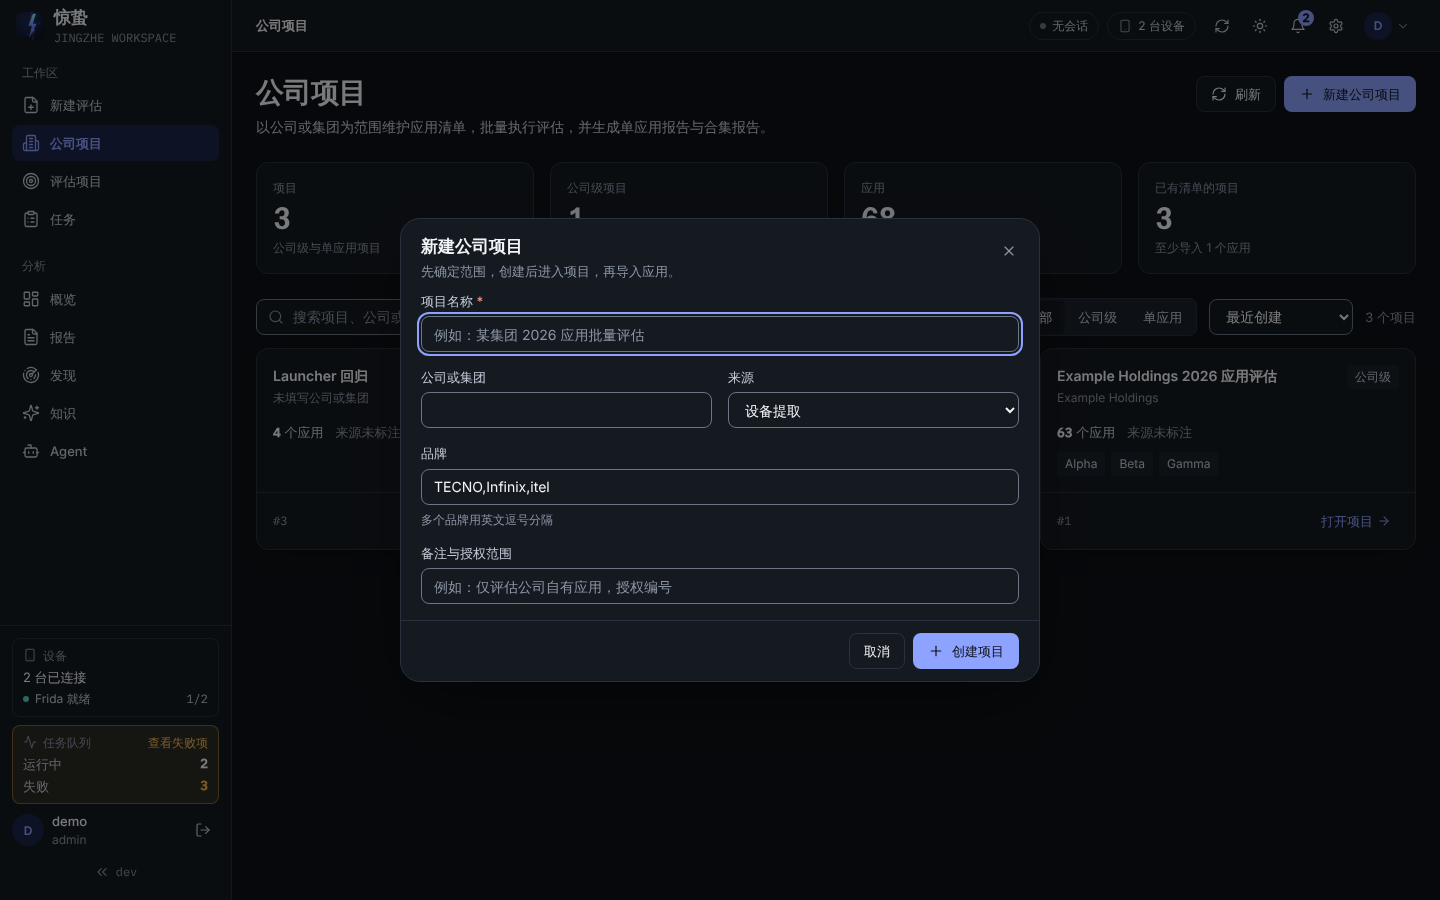 惊蛰
JINGZHE WORKSPACE
工作区
新建评估
公司项目
评估项目
任务
分析
概览
报告
发现
知识
Agent
设备
2 台已连接
Frida 就绪 1/2
任务队列 查看失败项
运行中 2
失败 3
D demo
admin
dev
公司项目
无会话
2 台设备
2
D
公司项目
以公司或集团为范围维护应用清单，批量执行评估，并生成单应用报告与合集报告。
刷新
新建公司项目
项目
3
公司级与单应用项目
公司级项目
1
应用
68
已有清单的项目
3
至少导入 1 个应用
搜索项目、公司或
部
公司级
单应用
最近创建
3 个项目
Launcher 回归
未填写公司或集团
4 个应用 来源未标注
#3
Example Holdings 2026 应用评估 公司级
Example Holdings
63 个应用 来源未标注
Alpha Beta Gamma
#1 打开项目
新建公司项目
先确定范围，创建后进入项目，再导入应用。
项目名称 *
例如：某集团 2026 应用批量评估
公司或集团 来源
设备提取
品牌
TECNO,Infinix,itel
多个品牌用英文逗号分隔
备注与授权范围
例如：仅评估公司自有应用，授权编号
取消 创建项目